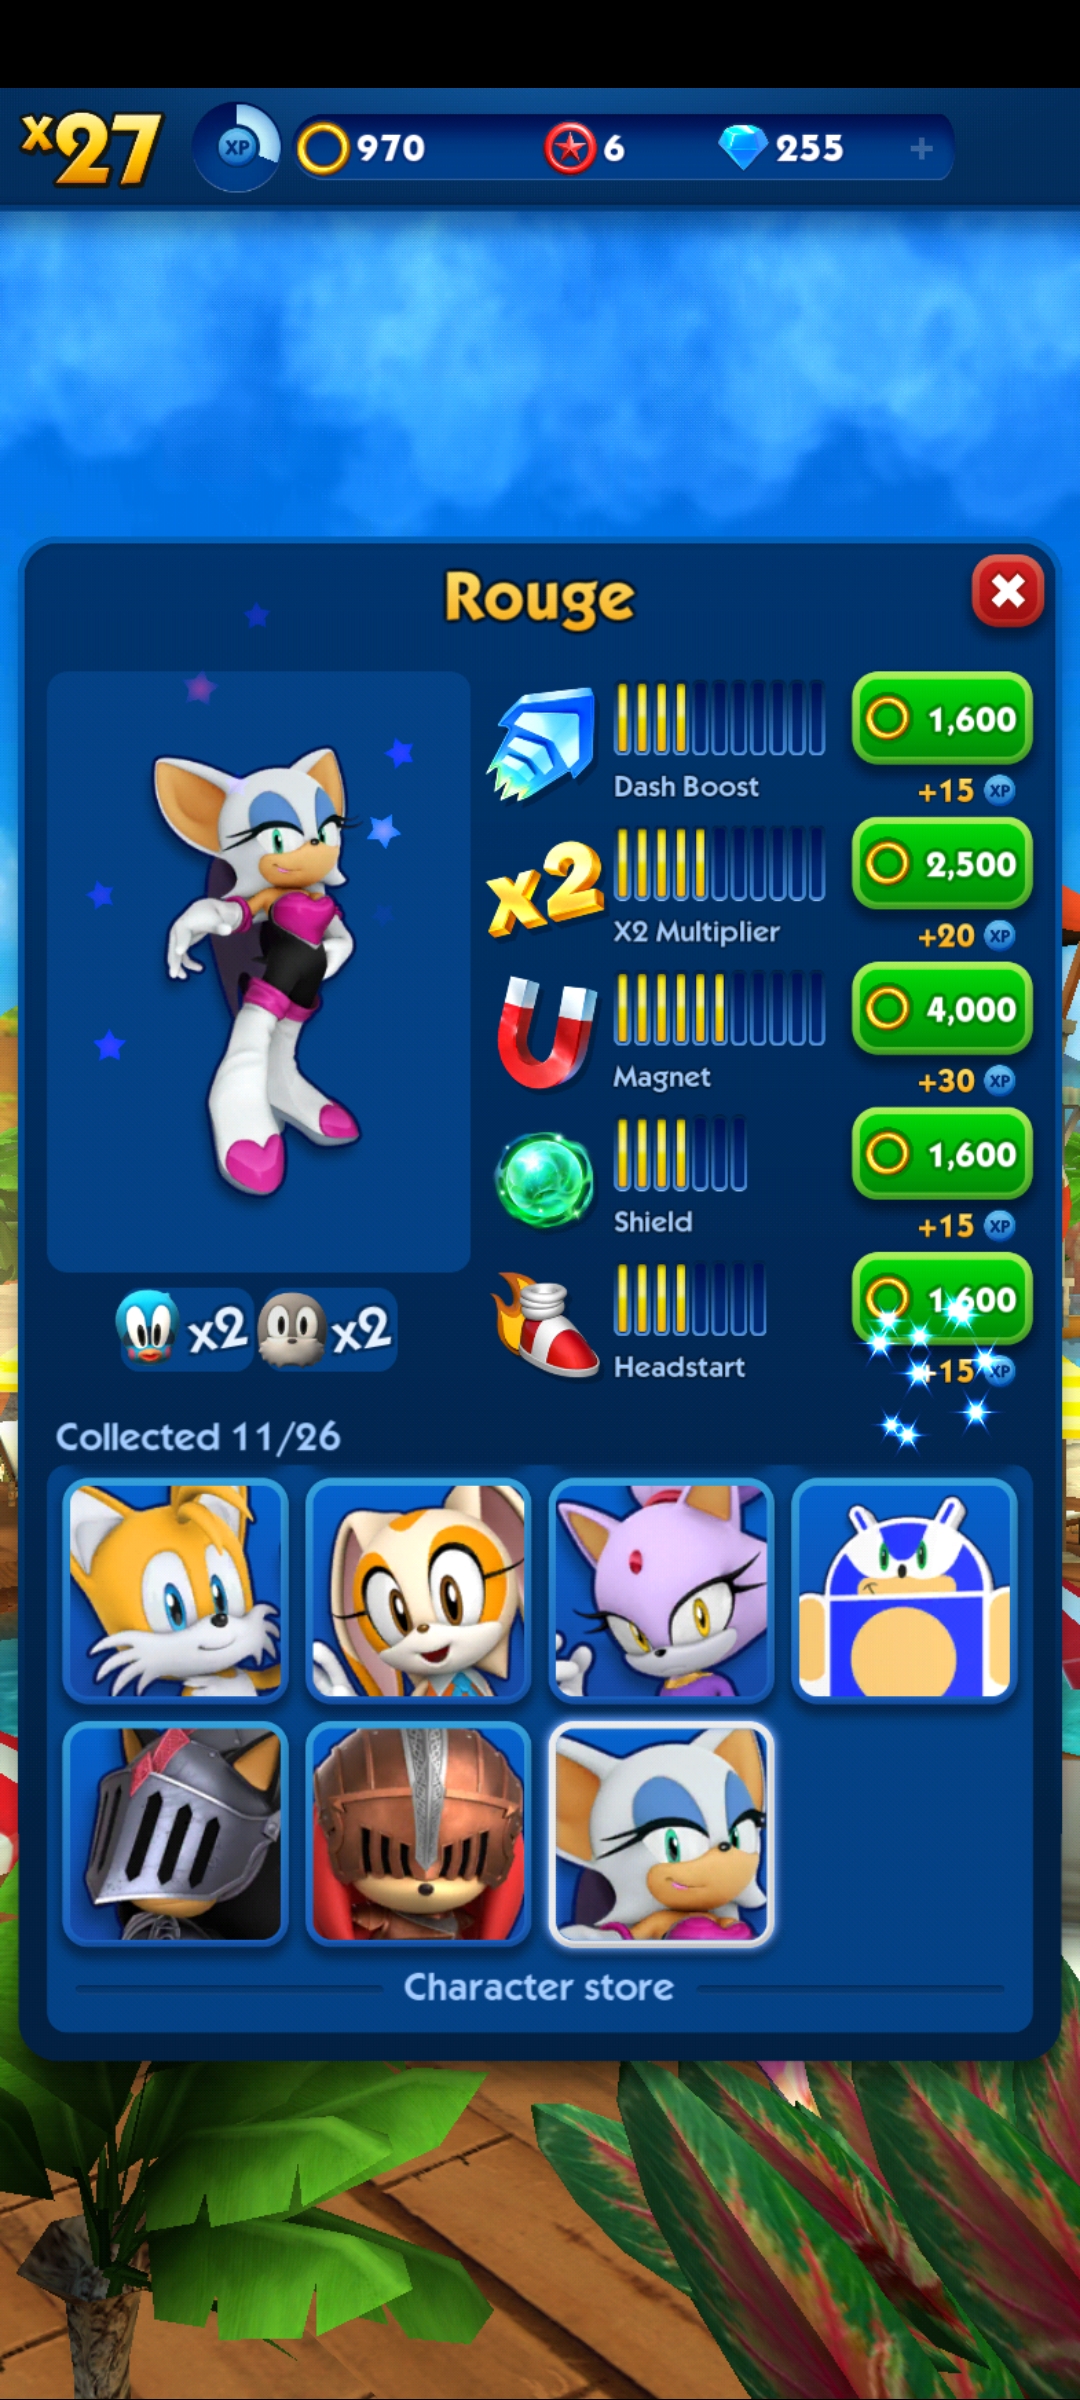 x27
XP
970
6
255
+
Rouge
1,600
Dash Boost
+15 XP
x2
2,500
X2 Multiplier
+20 XP
4,000
Magnet
+30 XP
1,600
Shield
+15 XP
1,600
Headstart
+15 XP
x2 x2
Collected 11/26
Character store